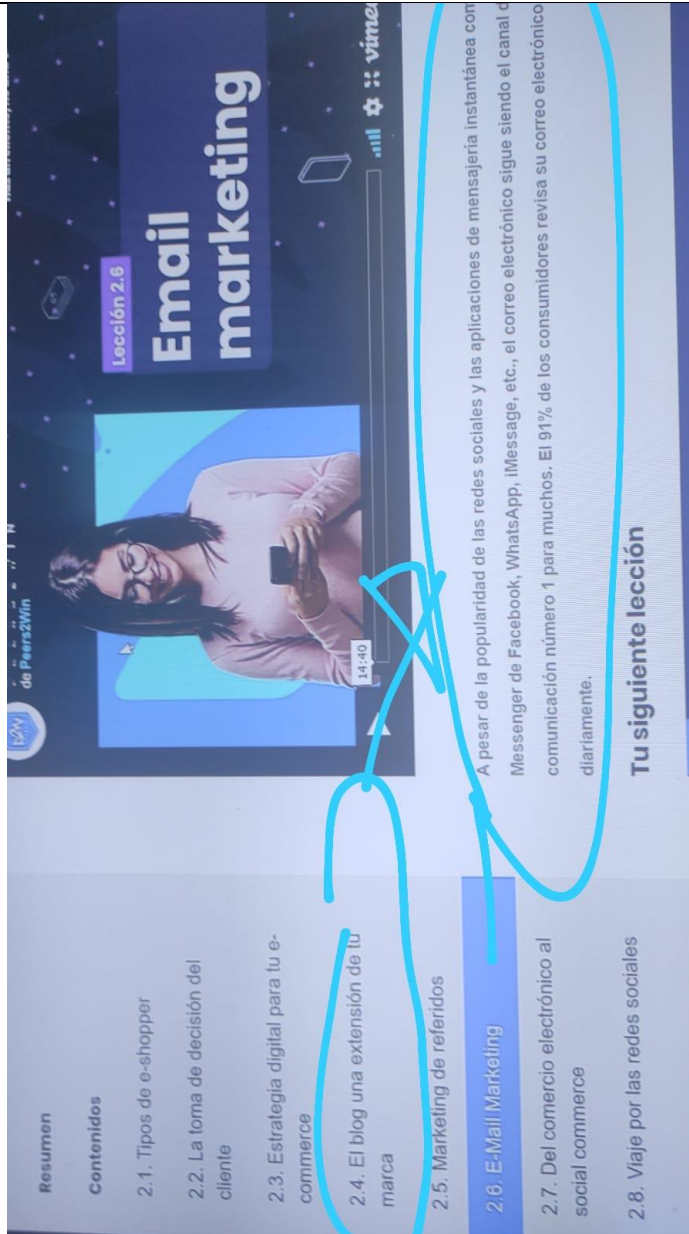 de Peers2Win
Lección 2.6
Email
marketing
14:40
vimeo
Resumen
Contenidos
2.1. Tipos de e-shopper
2.2. La toma de decisión del
cliente
2.3. Estrategia digital para tu e-
commerce
2.4. El blog una extensión de tu
marca
2.5. Marketing de referidos
2.6. E-Mail Marketing
2.7. Del comercio electrónico al
social commerce
2.8. Viaje por las redes sociales
A pesar de la popularidad de las redes sociales y las aplicaciones de mensajería instantánea com
Messenger de Facebook, WhatsApp, iMessage, etc., el correo electrónico sigue siendo el canal d
comunicación número 1 para muchos. El 91% de los consumidores revisa su correo electrónico
diariamente.
Tu siguiente lección